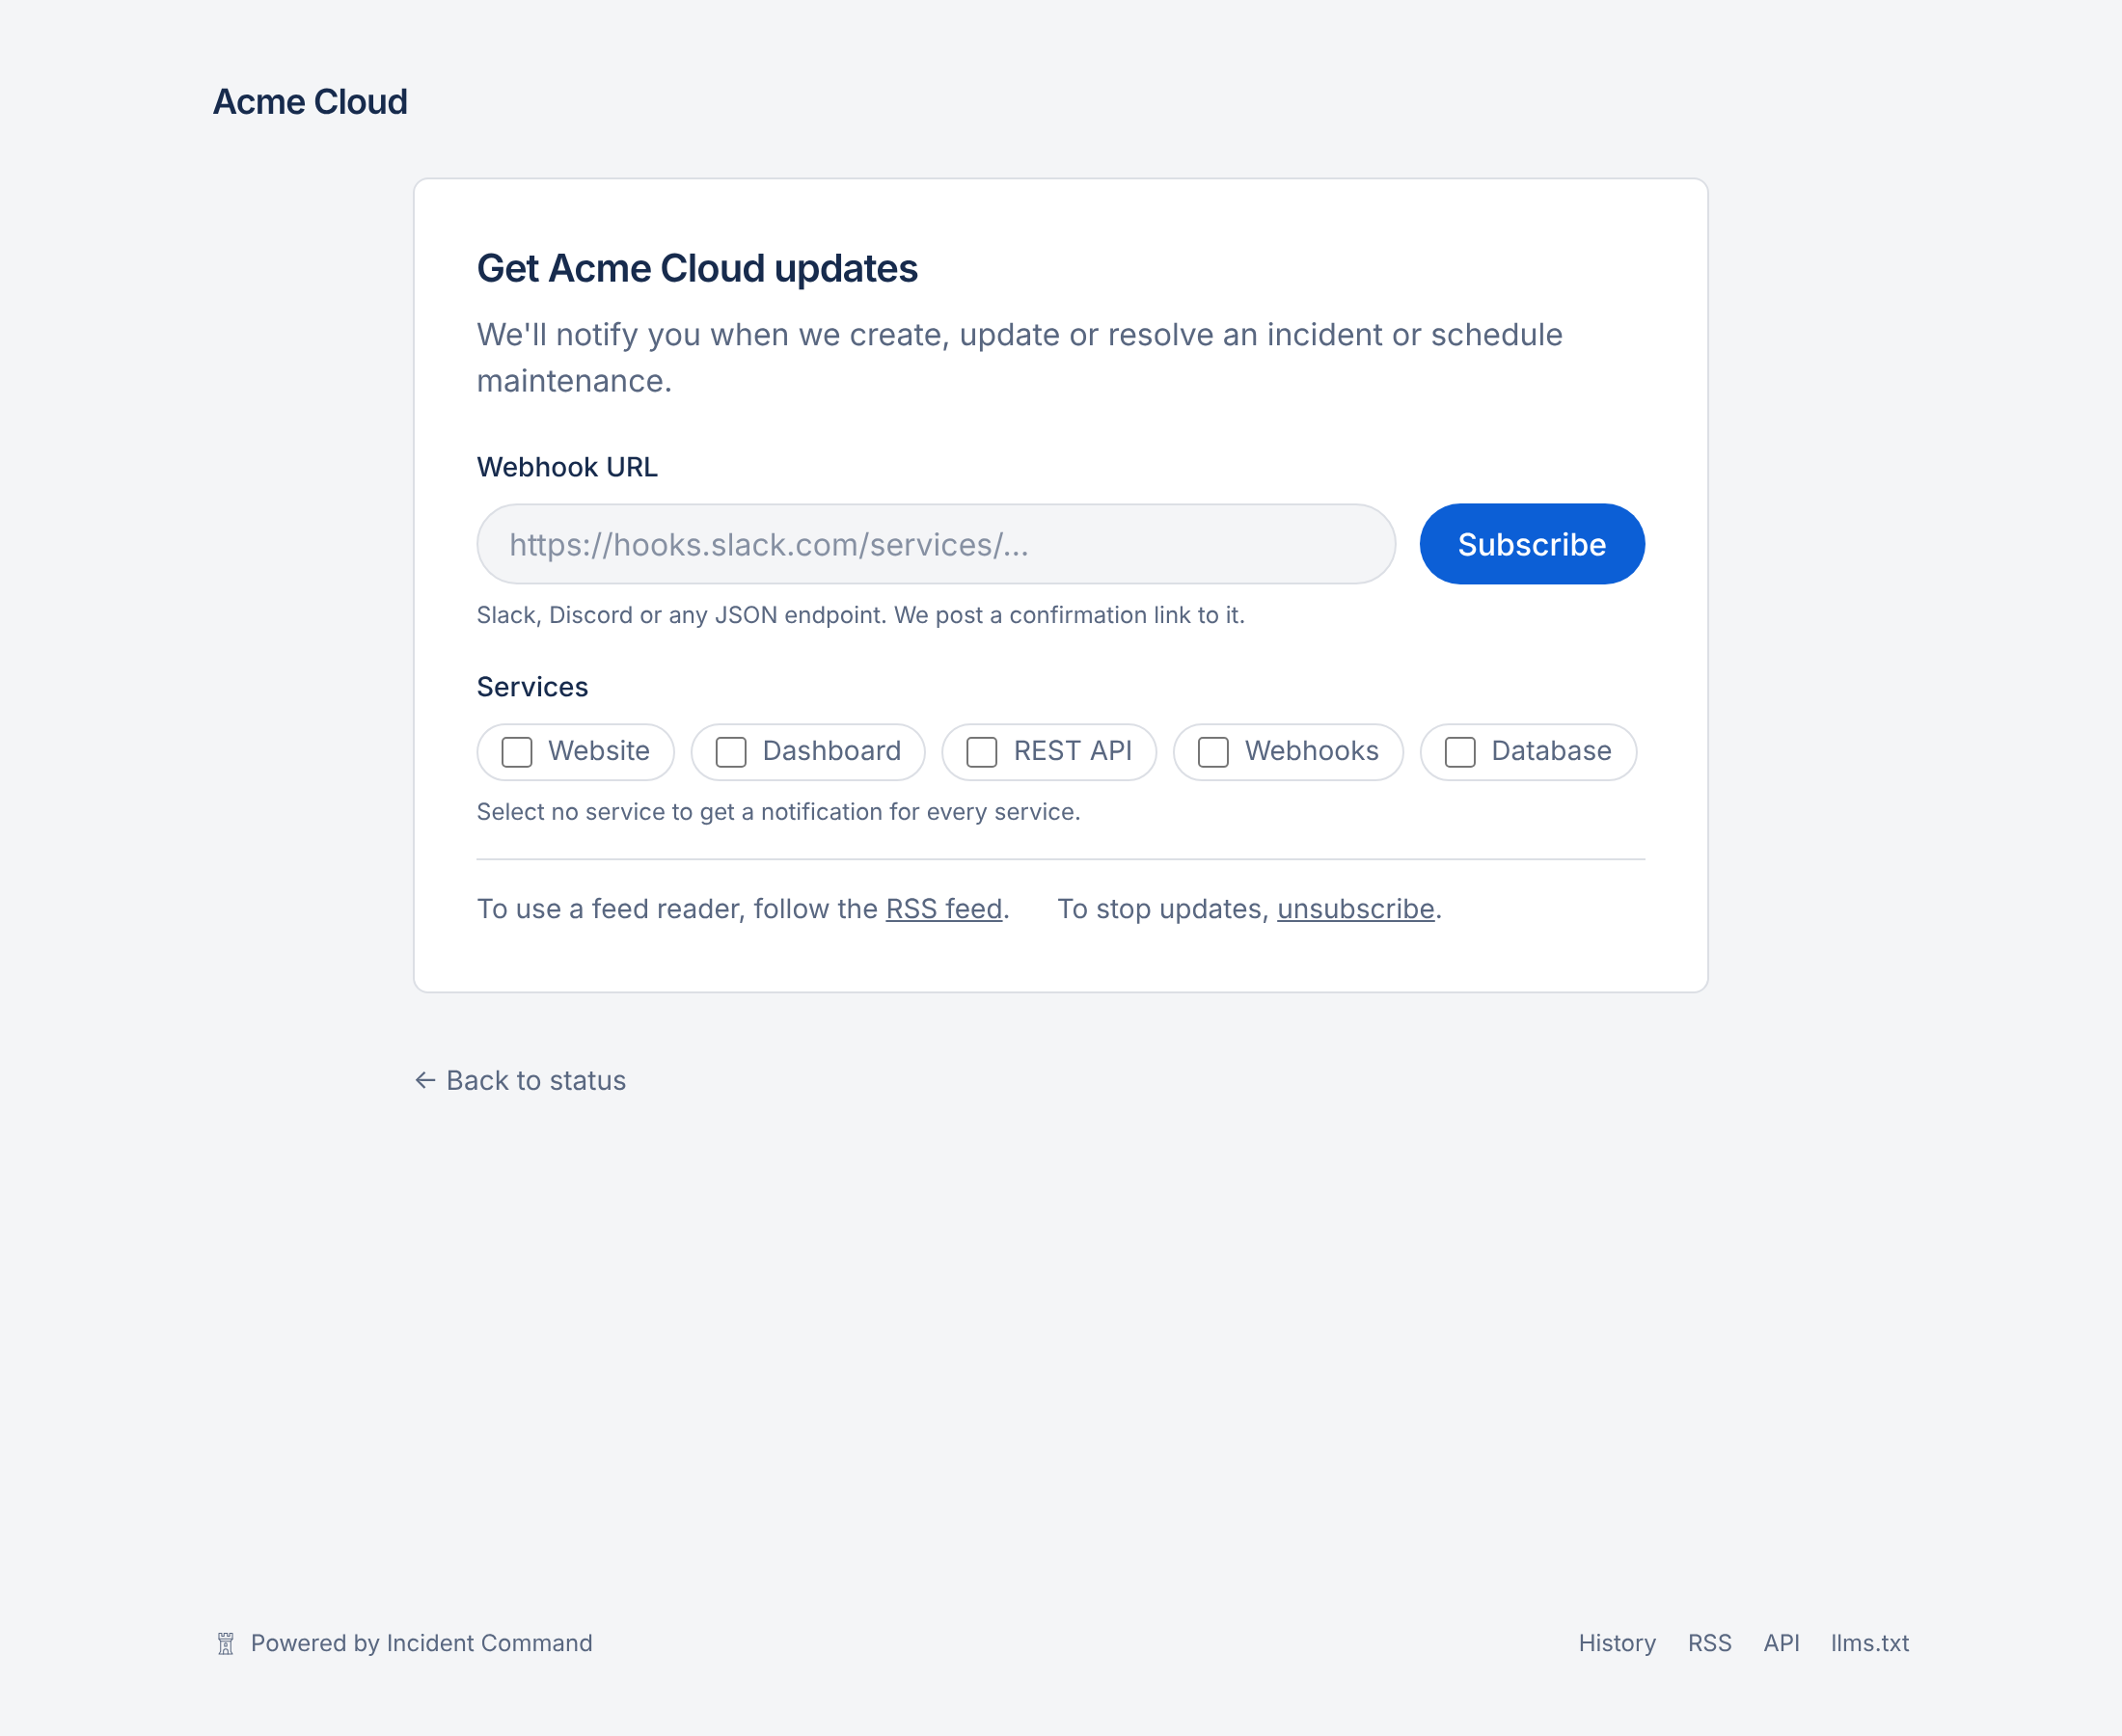 Acme Cloud
Get Acme Cloud updates
We'll notify you when we create, update or resolve an incident or schedule
maintenance.
Webhook URL
https://hooks.slack.com/services/...
Subscribe
Slack, Discord or any JSON endpoint. We post a confirmation link to it.
Services
Website Dashboard REST API Webhooks Database
Select no service to get a notification for every service.
To use a feed reader, follow the RSS feed. To stop updates, unsubscribe.
← Back to status
Powered by Incident Command
History RSS API llms.txt